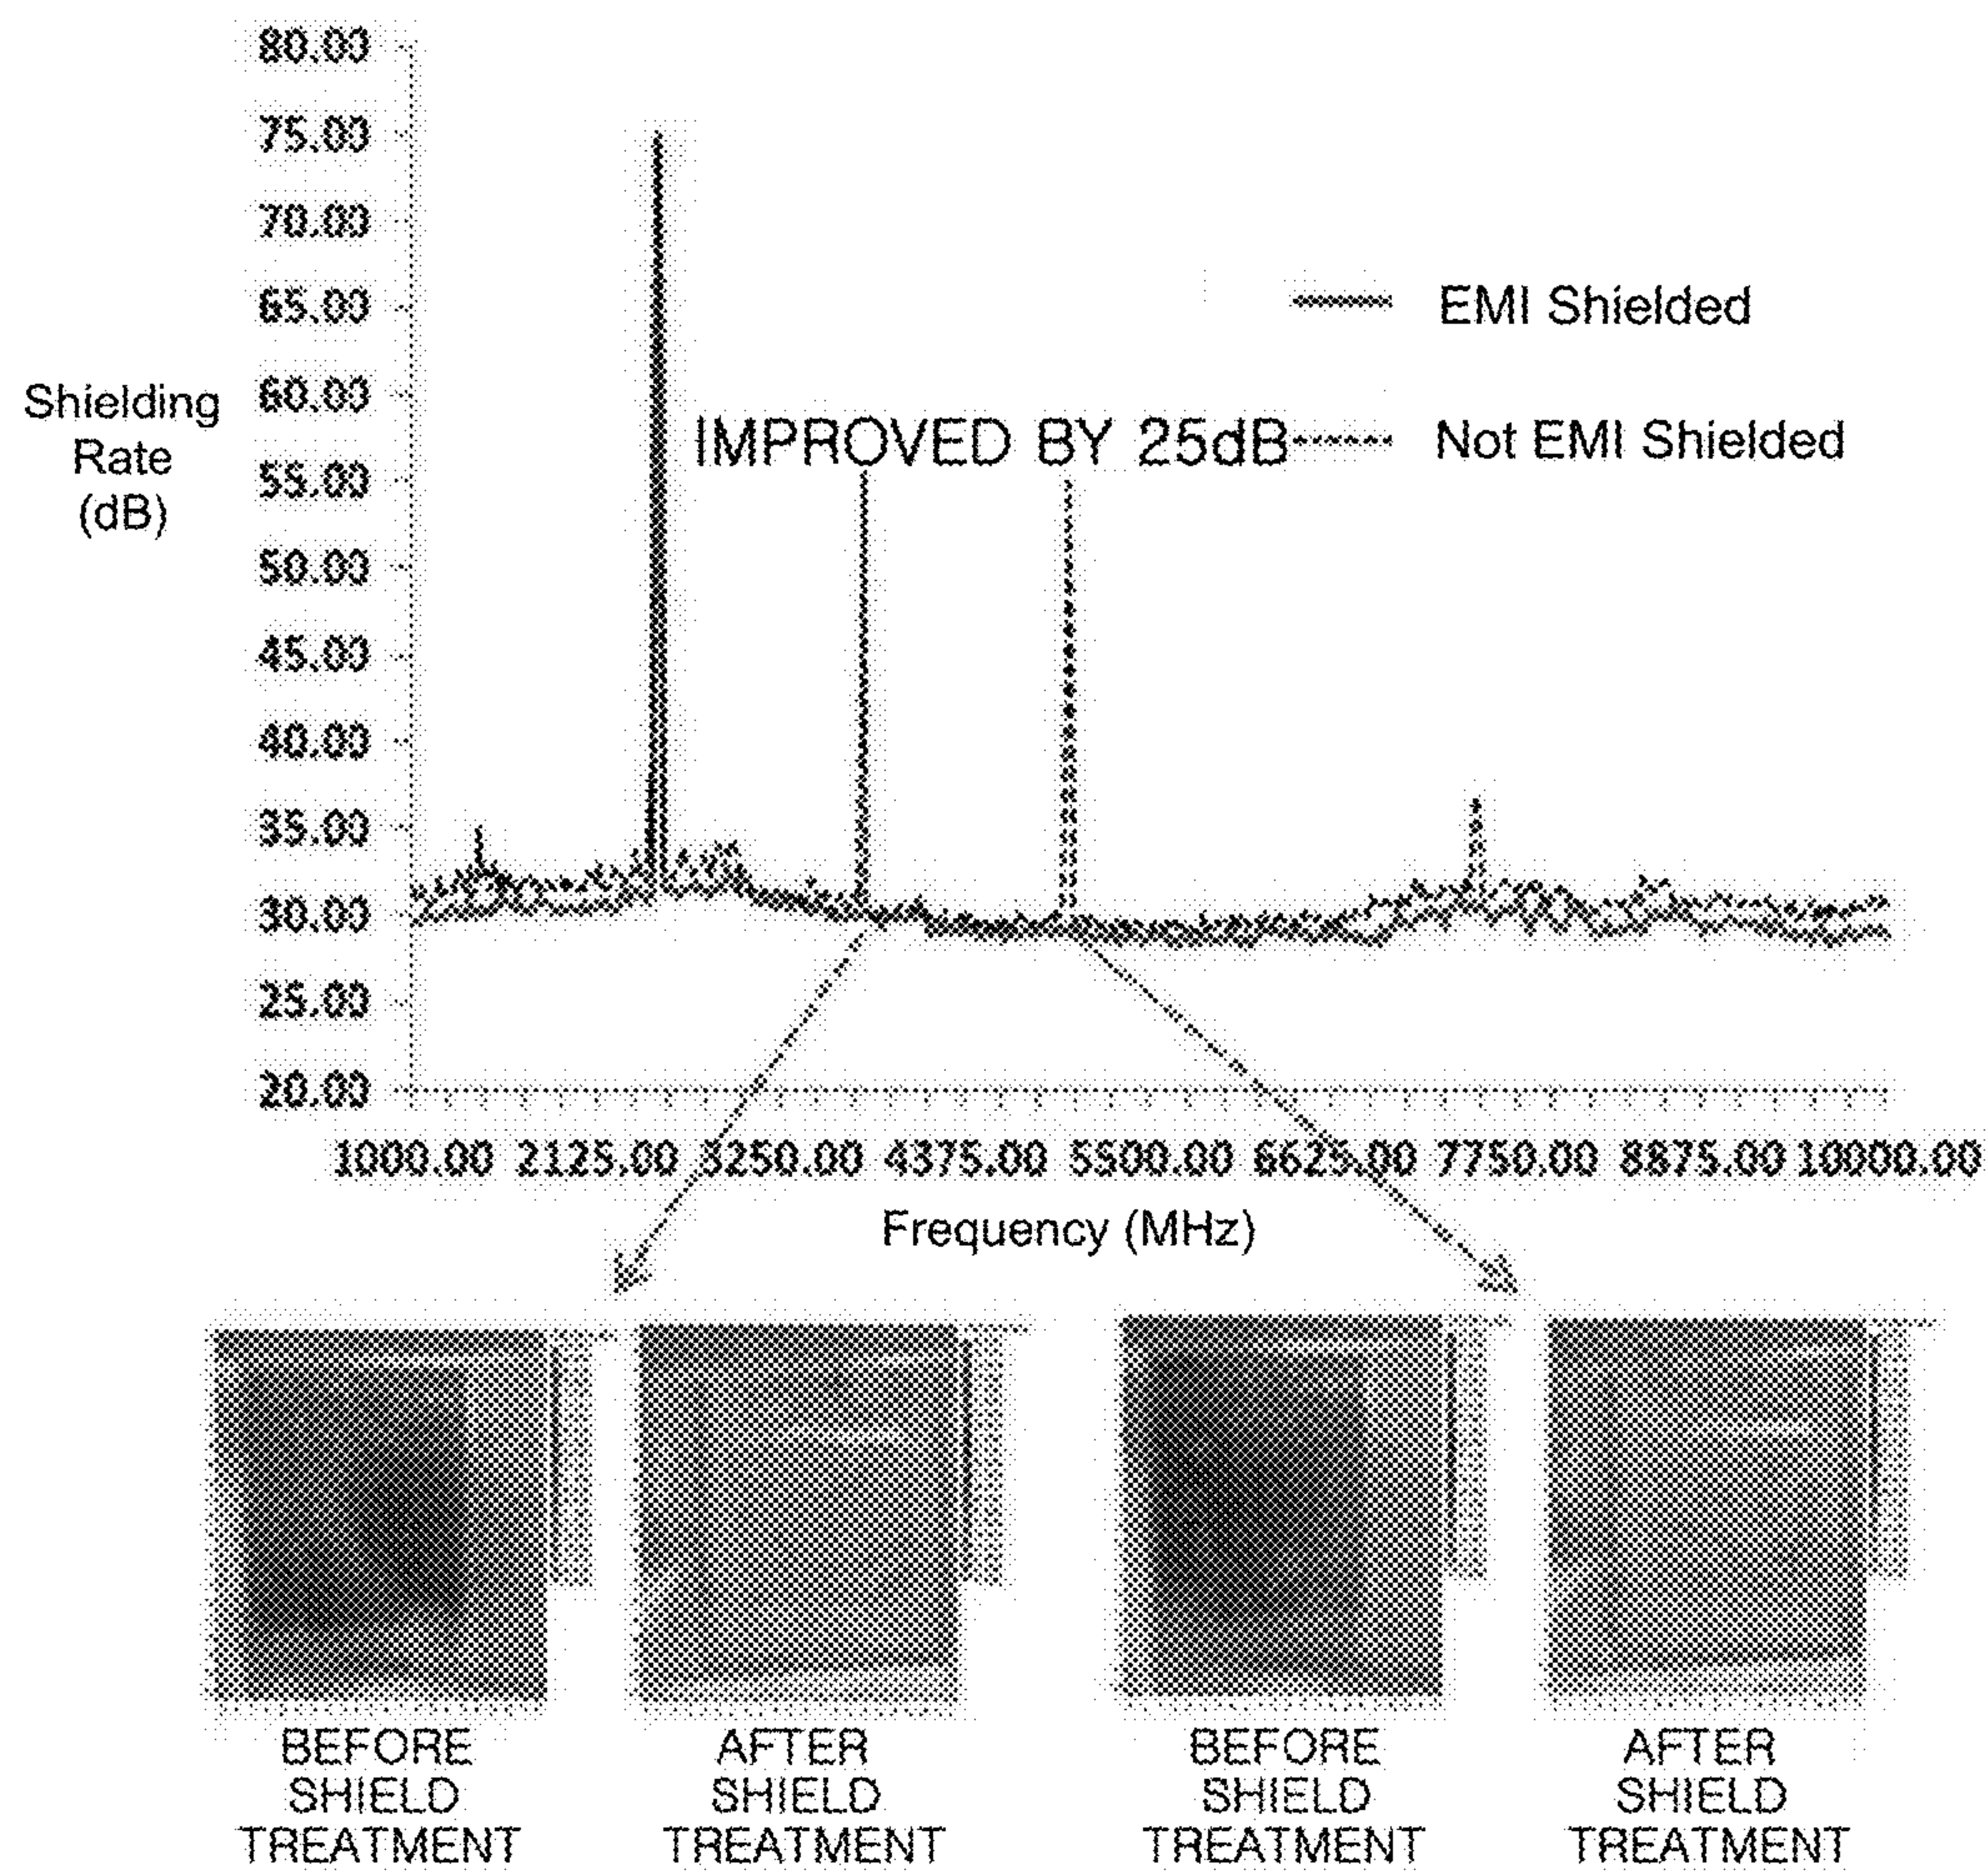 80.00
75.00
70.00
65.00
EMI Shielded
Shielding
Rate
(dB)
60.00
IMPROVED BY 25dB
Not EMI Shielded
55.00
50.00
45.00
40.00
35.00
30.00
25.00
20.00
1000.00 2125.00 3250.00 4375.00 5500.00 6625.00 7750.00 8875.00 10000.00
Frequency (MHz)
BEFORE
SHIELD
TREATMENT
AFTER
SHIELD
TREATMENT
BEFORE
SHIELD
TREATMENT
AFTER
SHIELD
TREATMENT